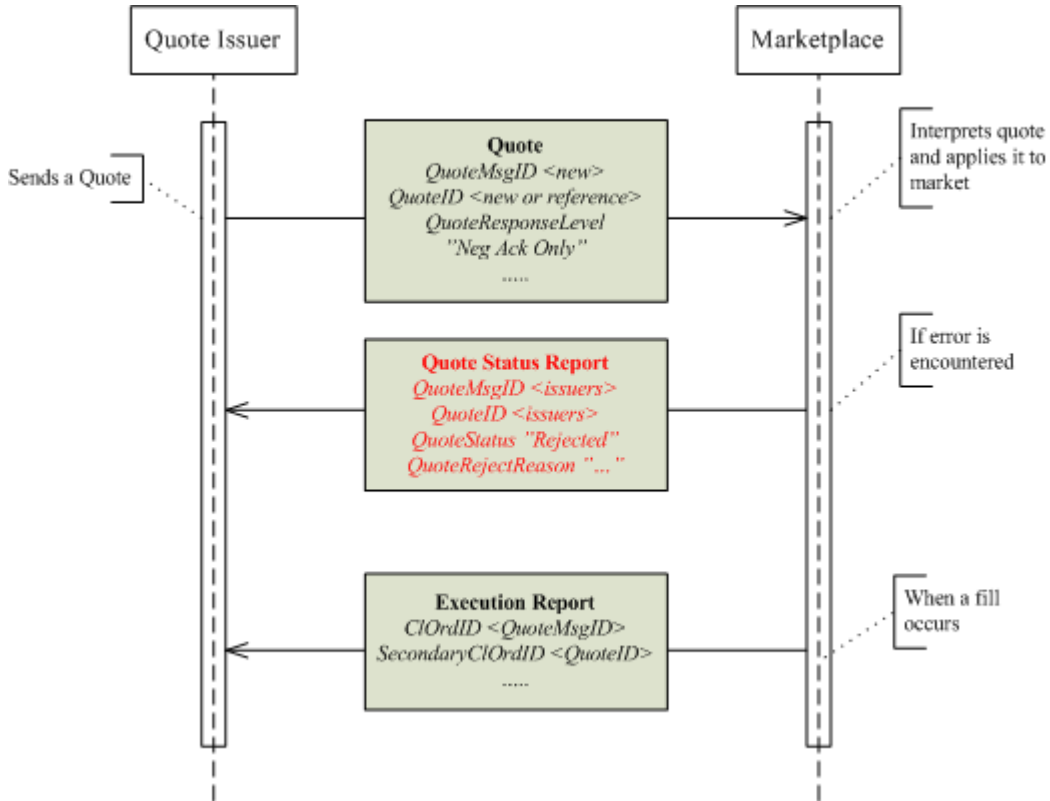 Quote Issuer
Marketplace
Sends a Quote
Quote
QuoteMsgID <new>
QuoteID <new or reference>
QuoteResponseLevel
”Neg Ack Only”
.....
Interprets quote
and applies it to
market
Quote Status Report
QuoteMsgID <issuers>
QuoteID <issuers>
QuoteStatus ”Rejected”
QuoteRejectReason ”...”
If error is
encountered
Execution Report
ClOrdID <QuoteMsgID>
SecondaryClOrdID <QuoteID>
.....
When a fill
occurs